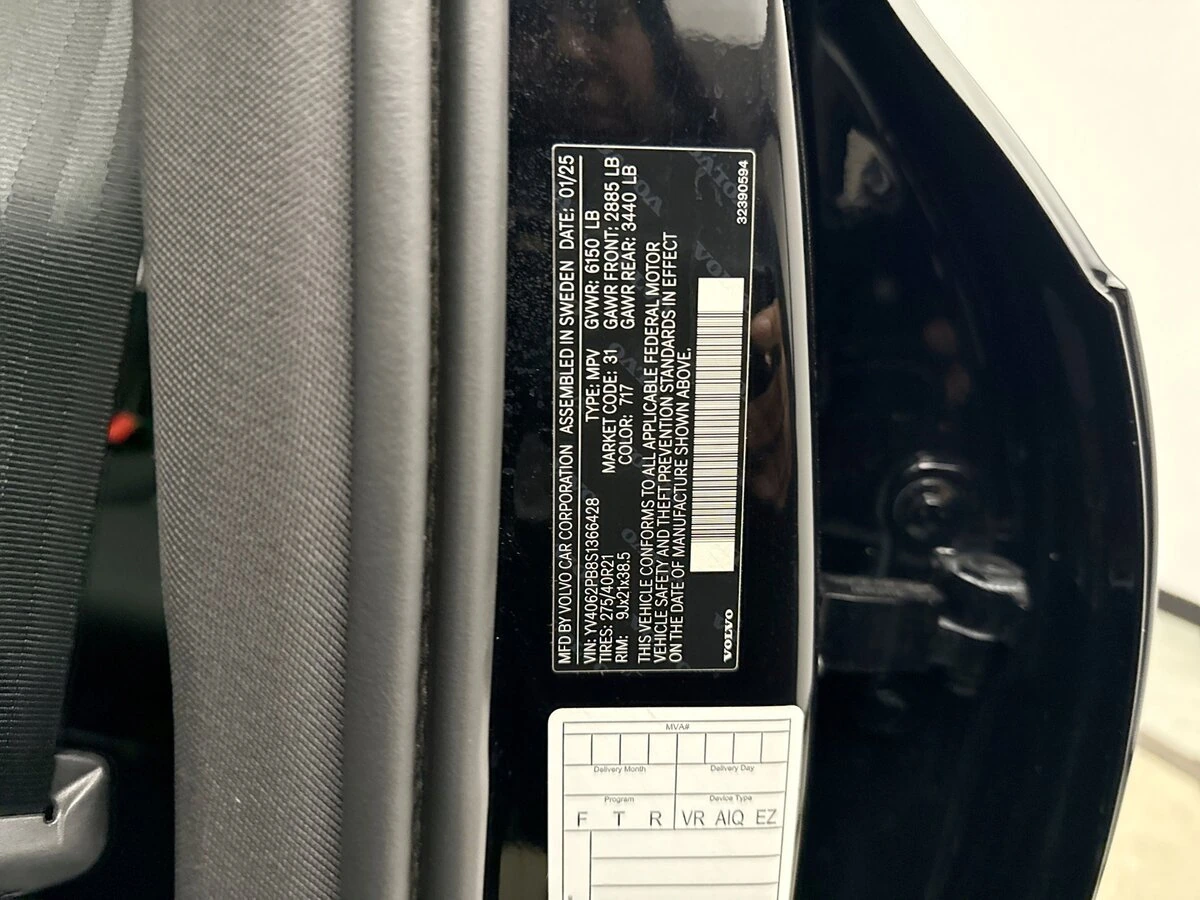 MFD BY VOLVO CAR CORPORATION ASSEMBLED IN SWEDEN DATE: 01/25
VIN: YV4062PB8S1366428 TYPE: MPV GVWR: 6150 LB
TIRES: 275/40R21 MARKET CODE: 31 GAWR FRONT: 2885 LB
RIM: 9Jx21x38.5 COLOR: 717 GAWR REAR: 3440 LB
THIS VEHICLE CONFORMS TO ALL APPLICABLE FEDERAL MOTOR
VEHICLE SAFETY AND THEFT PREVENTION STANDARDS IN EFFECT
ON THE DATE OF MANUFACTURE SHOWN ABOVE.
VOLVO
32390594
MVA#
Delivery Month Delivery Day
Program Device Type
F T R VR AIQ EZ